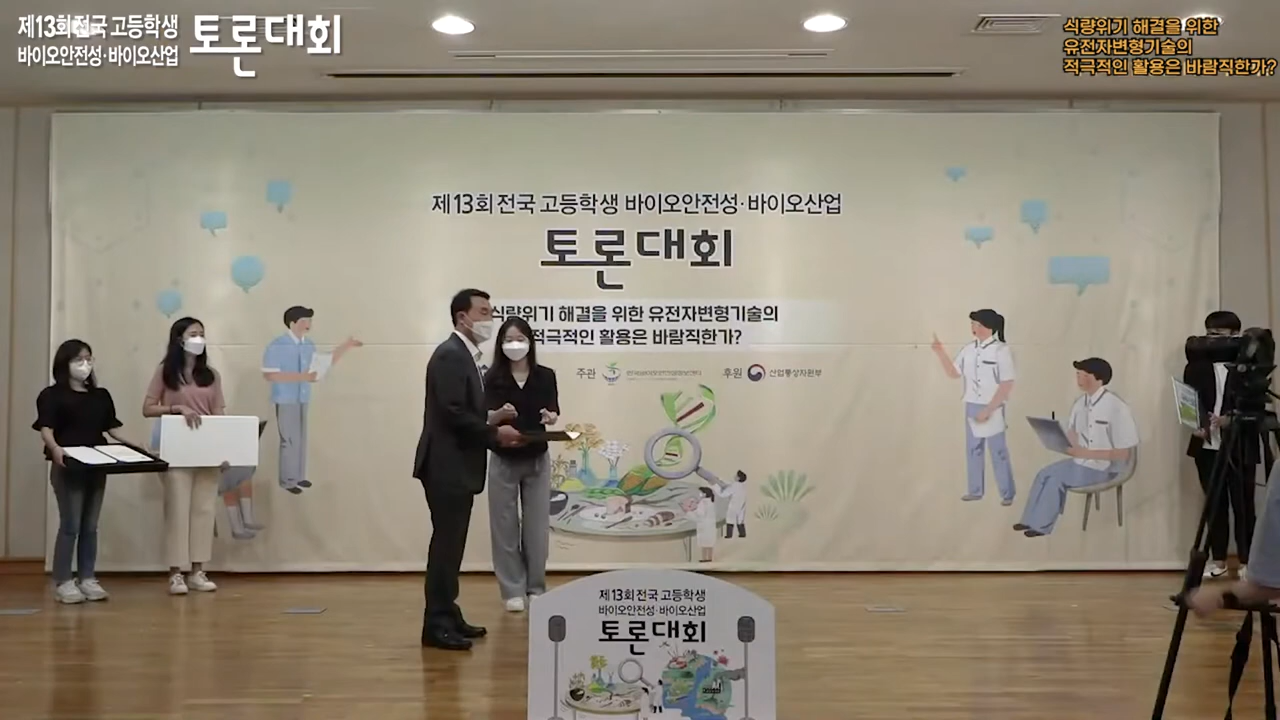 제13회 전국 고등학생
바이오안전성·바이오산업
토론대회
식량위기 해결을 위한
유전자변형기술의
적극적인 활용은 바람직한가?
제13회 전국 고등학생 바이오안전성·바이오산업
토론대회
식량위기 해결을 위한 유전자변형기술의
적극적인 활용은 바람직한가?
주관
후원 산업통상자원부
제13회 전국 고등학생
바이오안전성·바이오산업
토론대회